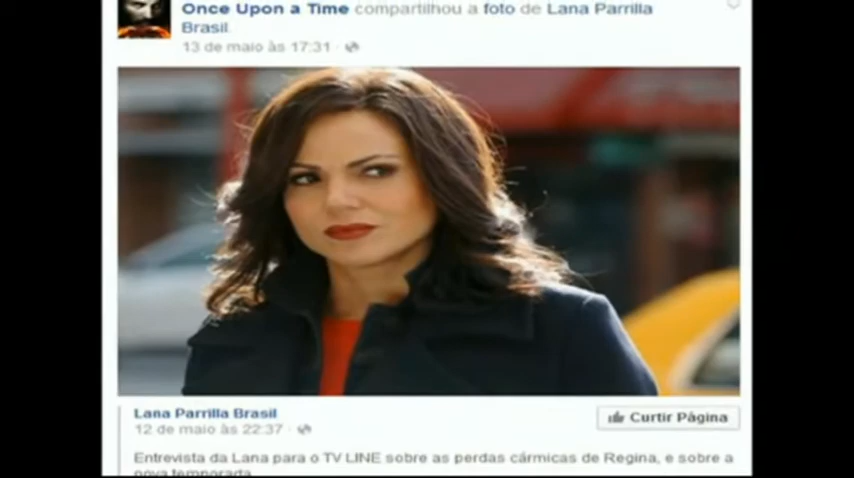 Once Upon a Time compartilhou a foto de Lana Parrilla
Brasil.
13 de maio às 17:31 ·
Lana Parrilla Brasil
12 de maio às 22:37 ·
Curtir Página
Entrevista da Lana para o TV LINE sobre as perdas cármicas de Regina, e sobre a
nova temporada